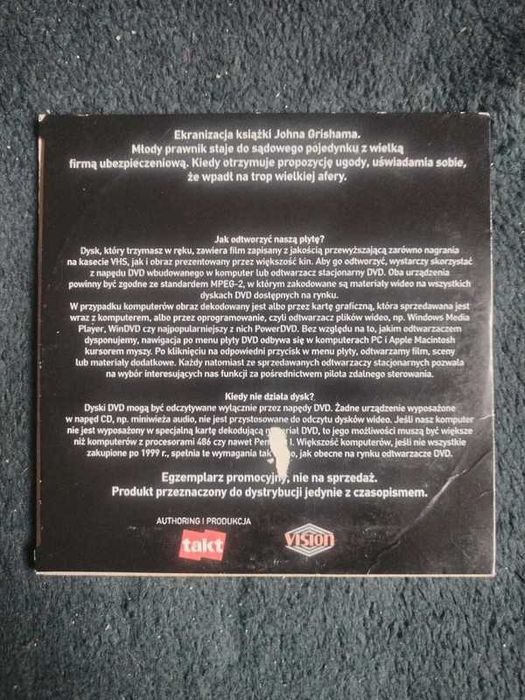 Ekranizacja książki Johna Grishama.
Młody prawnik staje do sądowego pojedynku z wielką
firmą ubezpieczeniową. Kiedy otrzymuje propozycję ugody, uświadamia sobie,
że wpadł na trop wielkiej afery.
Jak odtworzyć naszą płytę?
Dysk, który trzymasz w ręku, zawiera film zapisany z jakością przewyższającą zarówno nagrania
na kasecie VHS, jak i obraz prezentowany przez większość kin. Aby go odtworzyć, wystarczy skorzystać
z napędu DVD wbudowanego w komputer lub odtwarzacz stacjonarny DVD. Oba urządzenia
powinny być zgodne ze standardem MPEG-2, w którym zakodowane są materiały wideo na wszystkich
dyskach DVD dostępnych na rynku.
W przypadku komputerów obraz dekodowany jest albo przez kartę graficzną, która sprzedawana jest
wraz z komputerem, albo przez oprogramowanie, czyli odtwarzacz plików wideo, np. Windows Media
Player, WinDVD czy najpopularniejszy z nich PowerDVD. Bez względu na to, jakim odtwarzaczem
dysponujemy, nawigacja po menu płyty DVD odbywa się w komputerach PC i Apple Macintosh
kursorem myszy. Po kliknięciu na odpowiedni przycisk w menu płyty, odtwarzamy film, sceny
lub materiały dodatkowe. Każdy natomiast ze sprzedawanych odtwarzaczy stacjonarnych pozwala
na wybór interesujących nas funkcji za pośrednictwem pilota zdalnego sterowania.
Kiedy nie działa dysk?
Dyski DVD mogą być odczytywane wyłącznie przez napędy DVD. Żadne urządzenie wyposażone
w napęd CD, np. miniwieża audio, nie jest przystosowane do odczytu dysków wideo. Jeśli nasz komputer
nie jest wyposażony w specjalną kartę dekodującą materiał DVD, to jego możliwości muszą być większe
niż komputerów z procesorami 486 czy nawet I. Większość komputerów, jeśli nie wszystkie
zakupione po 1999 r., spełnia te wymagania jak obecne na rynku odtwarzacze DVD.
Egzemplarz promocyjny, nie na sprzedaż.
Produkt przeznaczony do dystrybucji jedynie z czasopismem.
AUTHORING I PRODUKCJA
takt
VISION